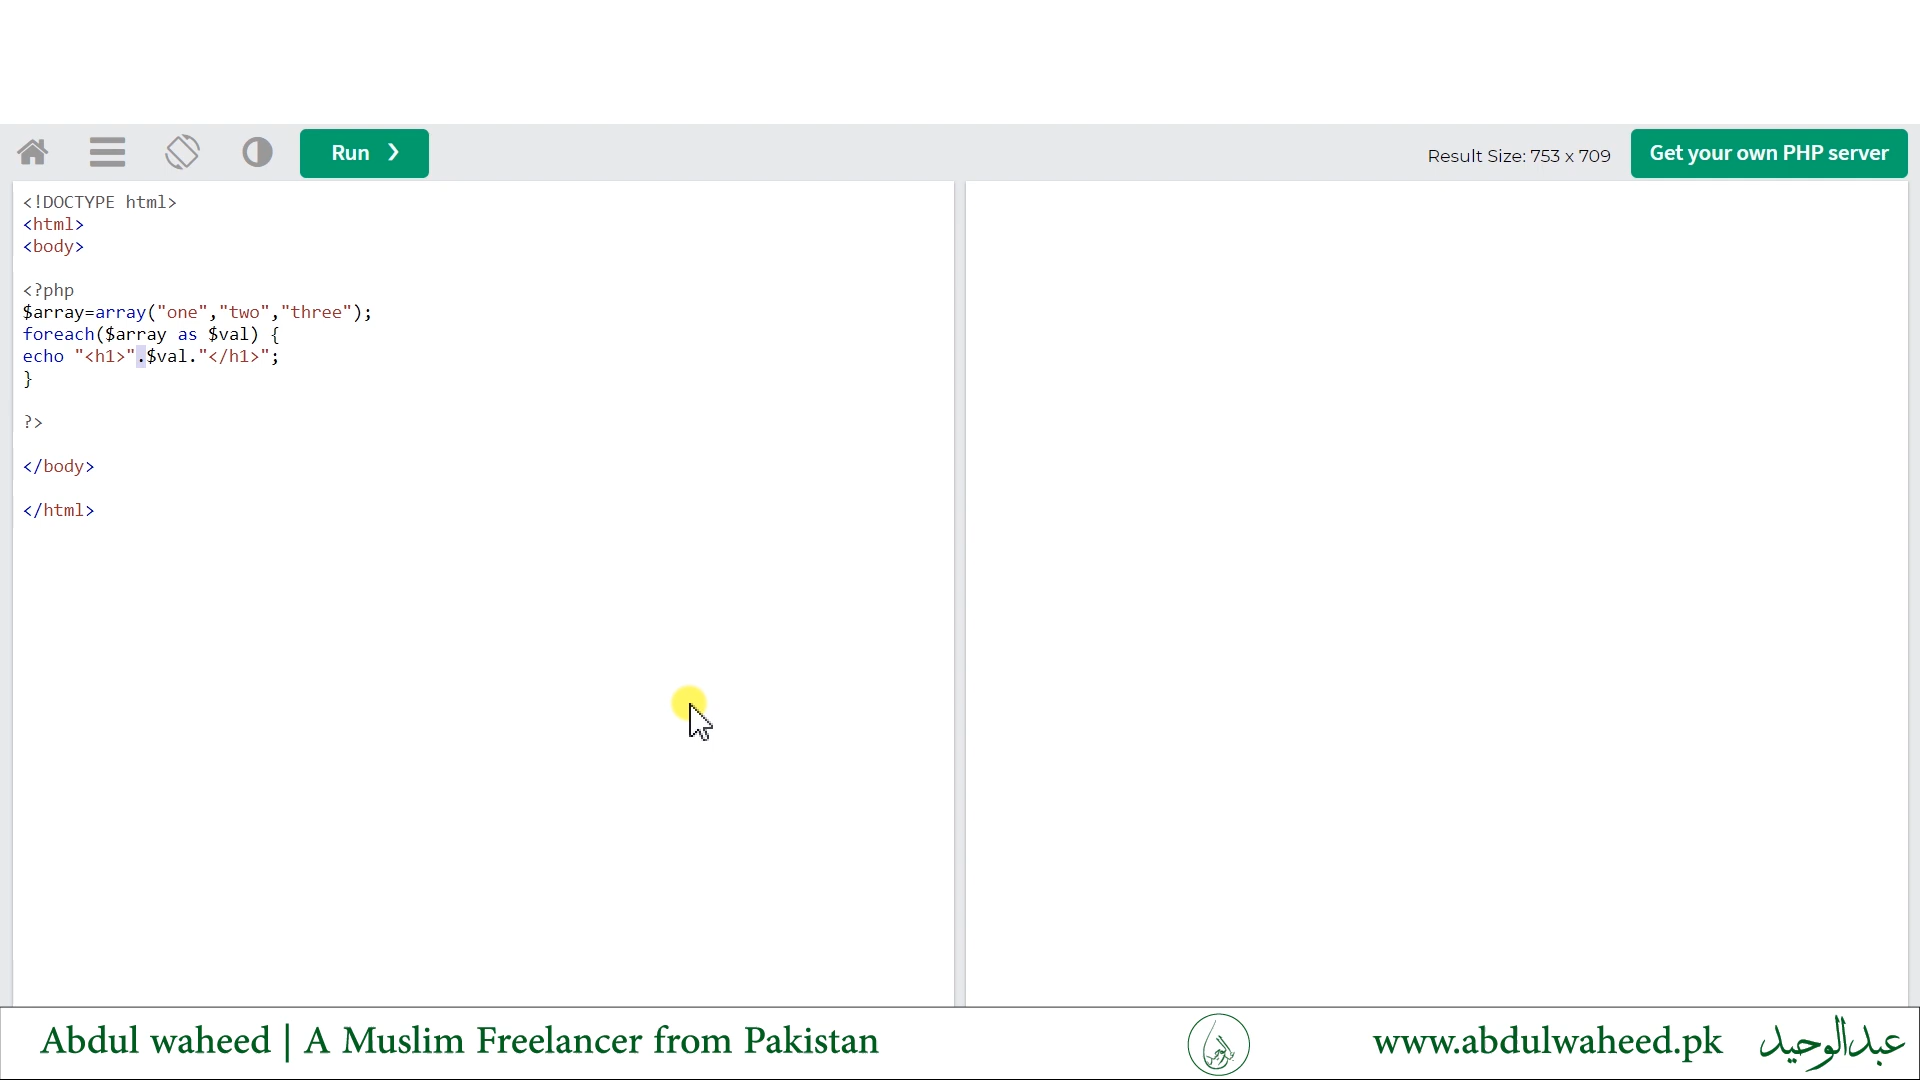 Run ❯
Result Size: 753 x 709
Get your own PHP server
<!DOCTYPE html>
<html>
<body>
<?php
$array=array("one","two","three");
foreach($array as $val) {
echo "<h1>".$val."</h1>";
}
?>
</body>
</html>
Abdul waheed | A Muslim Freelancer from Pakistan
www.abdulwaheed.pk
عبدالوحید